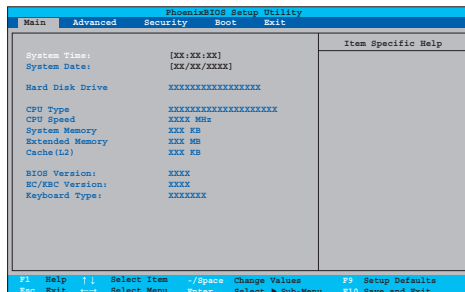 PhoenixBIOS Setup Utility
Main Advanced Security Boot Exit
Item Specific Help
System Time: [XX:XX:XX]
System Date: [XX/XX/XXXX]
Hard Disk Drive XXXXXXXXXXXXXXXXX
CPU Type XXXXXXXXXXXXXXXXXXXX
CPU Speed XXXX MHz
System Memory XXX KB
Extended Memory XXX MB
Cache(L2) XXX KB
BIOS Version: XXXX
EC/KBC Version: XXXX
Keyboard Type: XXXXXXX
F1 Help ↑↓ Select Item -/Space Change Values F9 Setup Defaults
Esc Exit ←→ Select Menu Enter Select ▶ Sub-Menu F10 Save and Exit